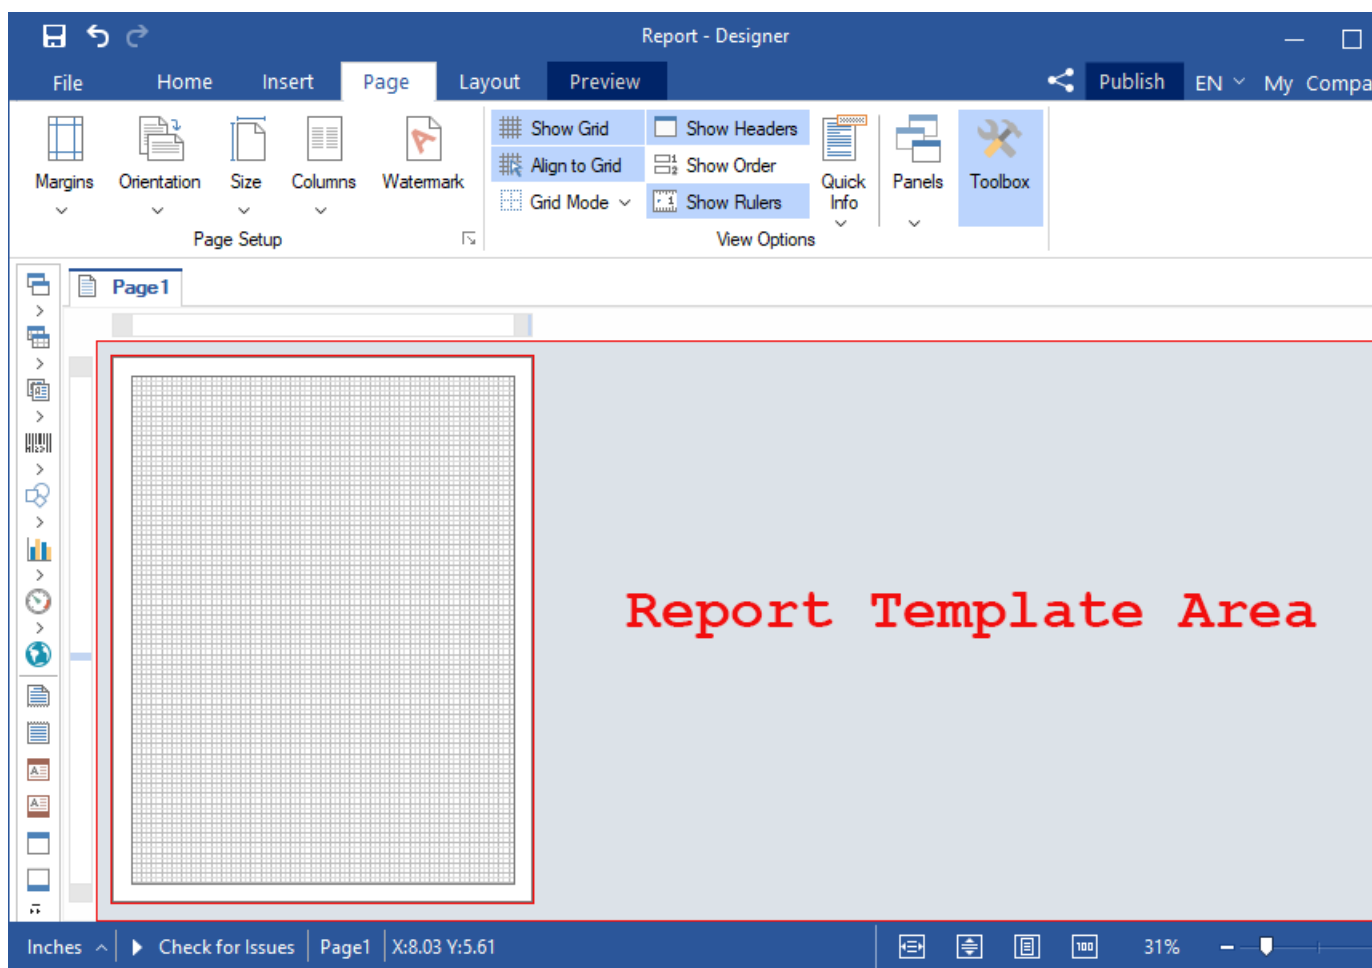 Report - Designer
File Home Insert Page Layout Preview Publish EN My Compa
Show Grid Show Headers
Align to Grid Show Order
Grid Mode Show Rulers
Margins Orientation Size Columns Watermark Quick Info Panels Toolbox
Page Setup View Options
Page1
Report Template Area
Inches Check for Issues Page1 X:8.03 Y:5.61 100 31%